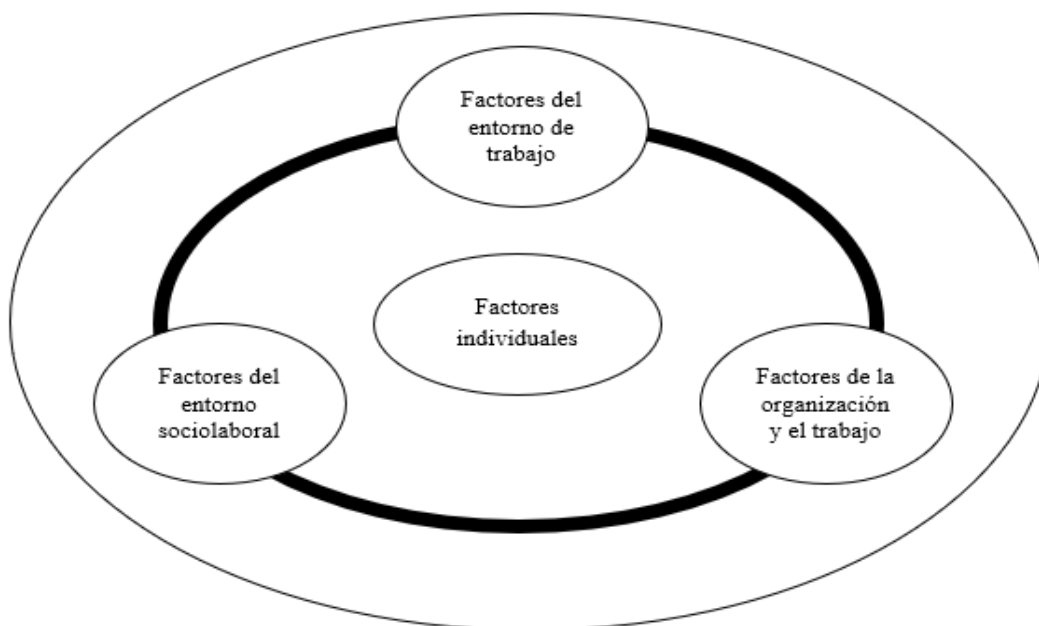 Factores del
entorno de
trabajo
Factores
individuales
Factores del
entorno
sociolaboral
Factores de la
organización
y el trabajo